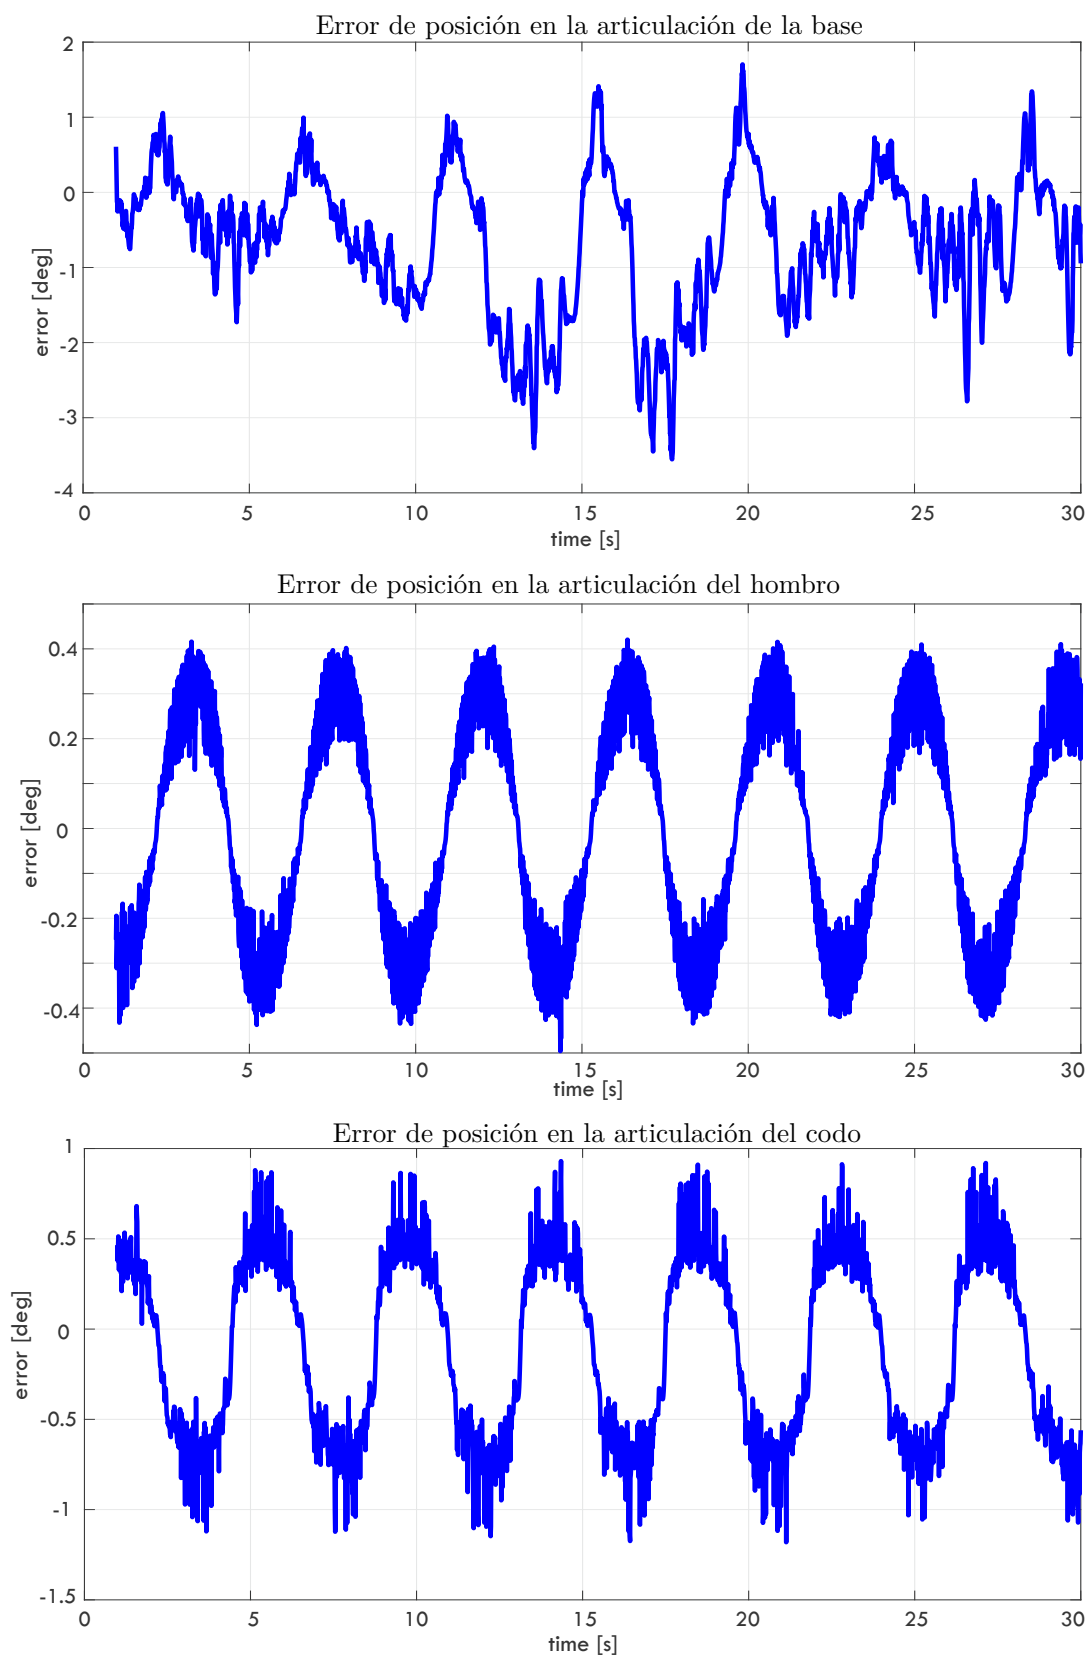 Error de posición en la articulación de la base
2
1
0
-1
-2
-3
-4
error [deg]
0 5 10 15 20 25 30
time [s]
Error de posición en la articulación del hombro
0.4
0.2
0
-0.2
-0.4
error [deg]
0 5 10 15 20 25 30
time [s]
Error de posición en la articulación del codo
1
0.5
0
-0.5
-1
-1.5
error [deg]
0 5 10 15 20 25 30
time [s]